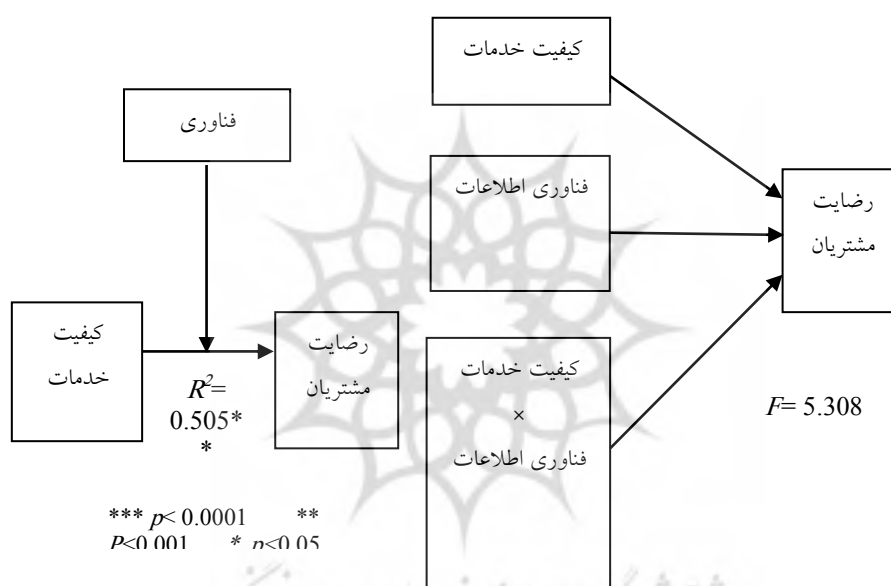 فناوری
کیفیت
خدمات
رضایت
مشتریان
R²=
0.505*
*
*** p< 0.0001 **
P<0.001 * p<0.05
کیفیت خدمات
فناوری اطلاعات
کیفیت خدمات
×
فناوری اطلاعات
رضایت
مشتریان
F= 5.308